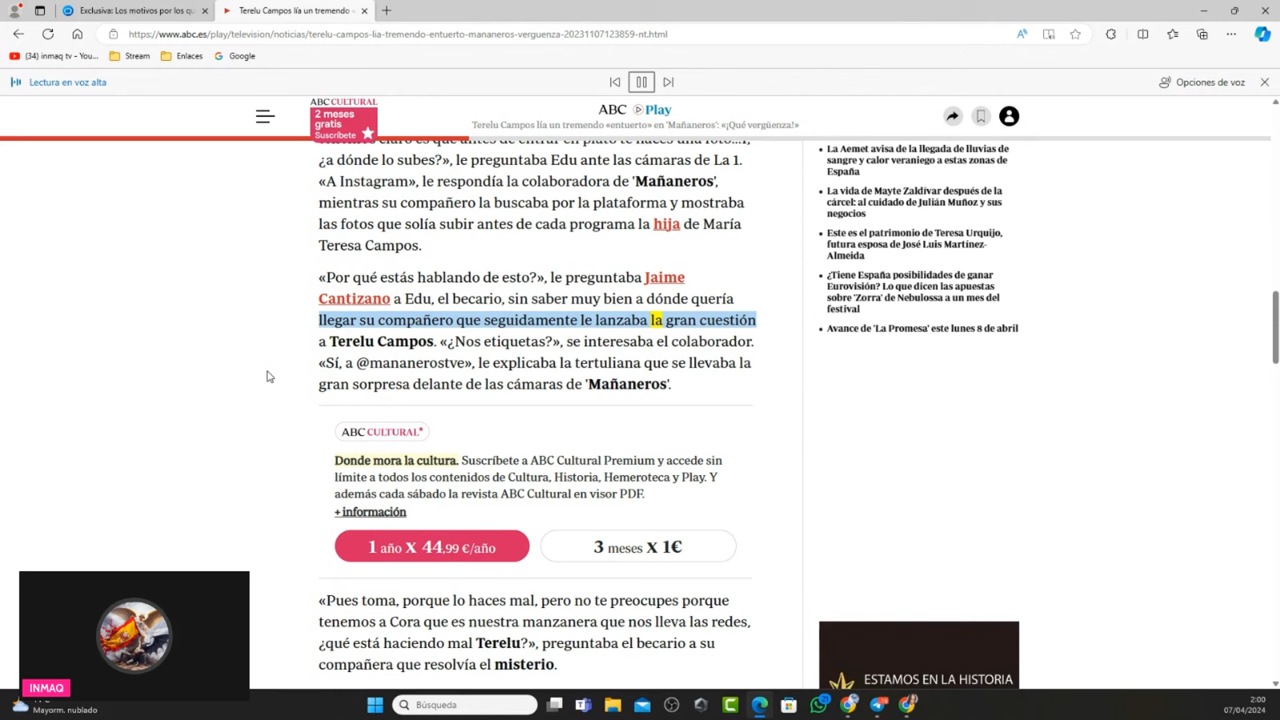 Exclusiva: Los motivos por los qu
Terelu Campos lía un tremendo
https://www.abc.es/play/television/noticias/terelu-campos-lia-tremendo-entuerto-mananeros-verguenza-20231107123859-nt.html
(34) inmaq tv - You...
Stream
Enlaces
Google
Lectura en voz alta
Opciones de voz
ABC CULTURAL
2 meses
gratis
Suscríbete
ABC Play
Terelu Campos lía un tremendo «entuerto» en 'Mañaneros': «¡Qué vergüenza!»
¿a dónde lo subes?», le preguntaba Edu ante las cámaras de La 1.
«A Instagram», le respondía la colaboradora de 'Mañaneros',
mientras su compañero la buscaba por la plataforma y mostraba
las fotos que solía subir antes de cada programa la hija de María
Teresa Campos.
«Por qué estás hablando de esto?», le preguntaba Jaime
Cantizano a Edu, el becario, sin saber muy bien a dónde quería
llegar su compañero que seguidamente le lanzaba la gran cuestión
a Terelu Campos. «¿Nos etiquetas?», se interesaba el colaborador.
«Sí, a @mananerostve», le explicaba la tertuliana que se llevaba la
gran sorpresa delante de las cámaras de 'Mañaneros'.
ABC CULTURAL*
Donde mora la cultura. Suscríbete a ABC Cultural Premium y accede sin
límite a todos los contenidos de Cultura, Historia, Hemeroteca y Play. Y
además cada sábado la revista ABC Cultural en visor PDF.
+ información
1 año x 44,99 €/año
3 meses x 1€
«Pues toma, porque lo haces mal, pero no te preocupes porque
tenemos a Cora que es nuestra manzanera que nos lleva las redes,
¿qué está haciendo mal Terelu?», preguntaba el becario a su
compañera que resolvía el misterio.
La Aemet avisa de la llegada de lluvias de
sangre y calor veraniego a estas zonas de
España
La vida de Mayte Zaldívar después de la
cárcel: al cuidado de Julián Muñoz y sus
negocios
Este es el patrimonio de Teresa Urquijo,
futura esposa de José Luis Martínez-
Almeida
¿Tiene España posibilidades de ganar
Eurovisión? Lo que dicen las apuestas
sobre 'Zorra' de Nebulossa a un mes del
festival
Avance de 'La Promesa' este lunes 8 de abril
ESTAMOS EN LA HISTORIA
INMAQ
Mayorm. nublado
Búsqueda
2:00
07/04/2024